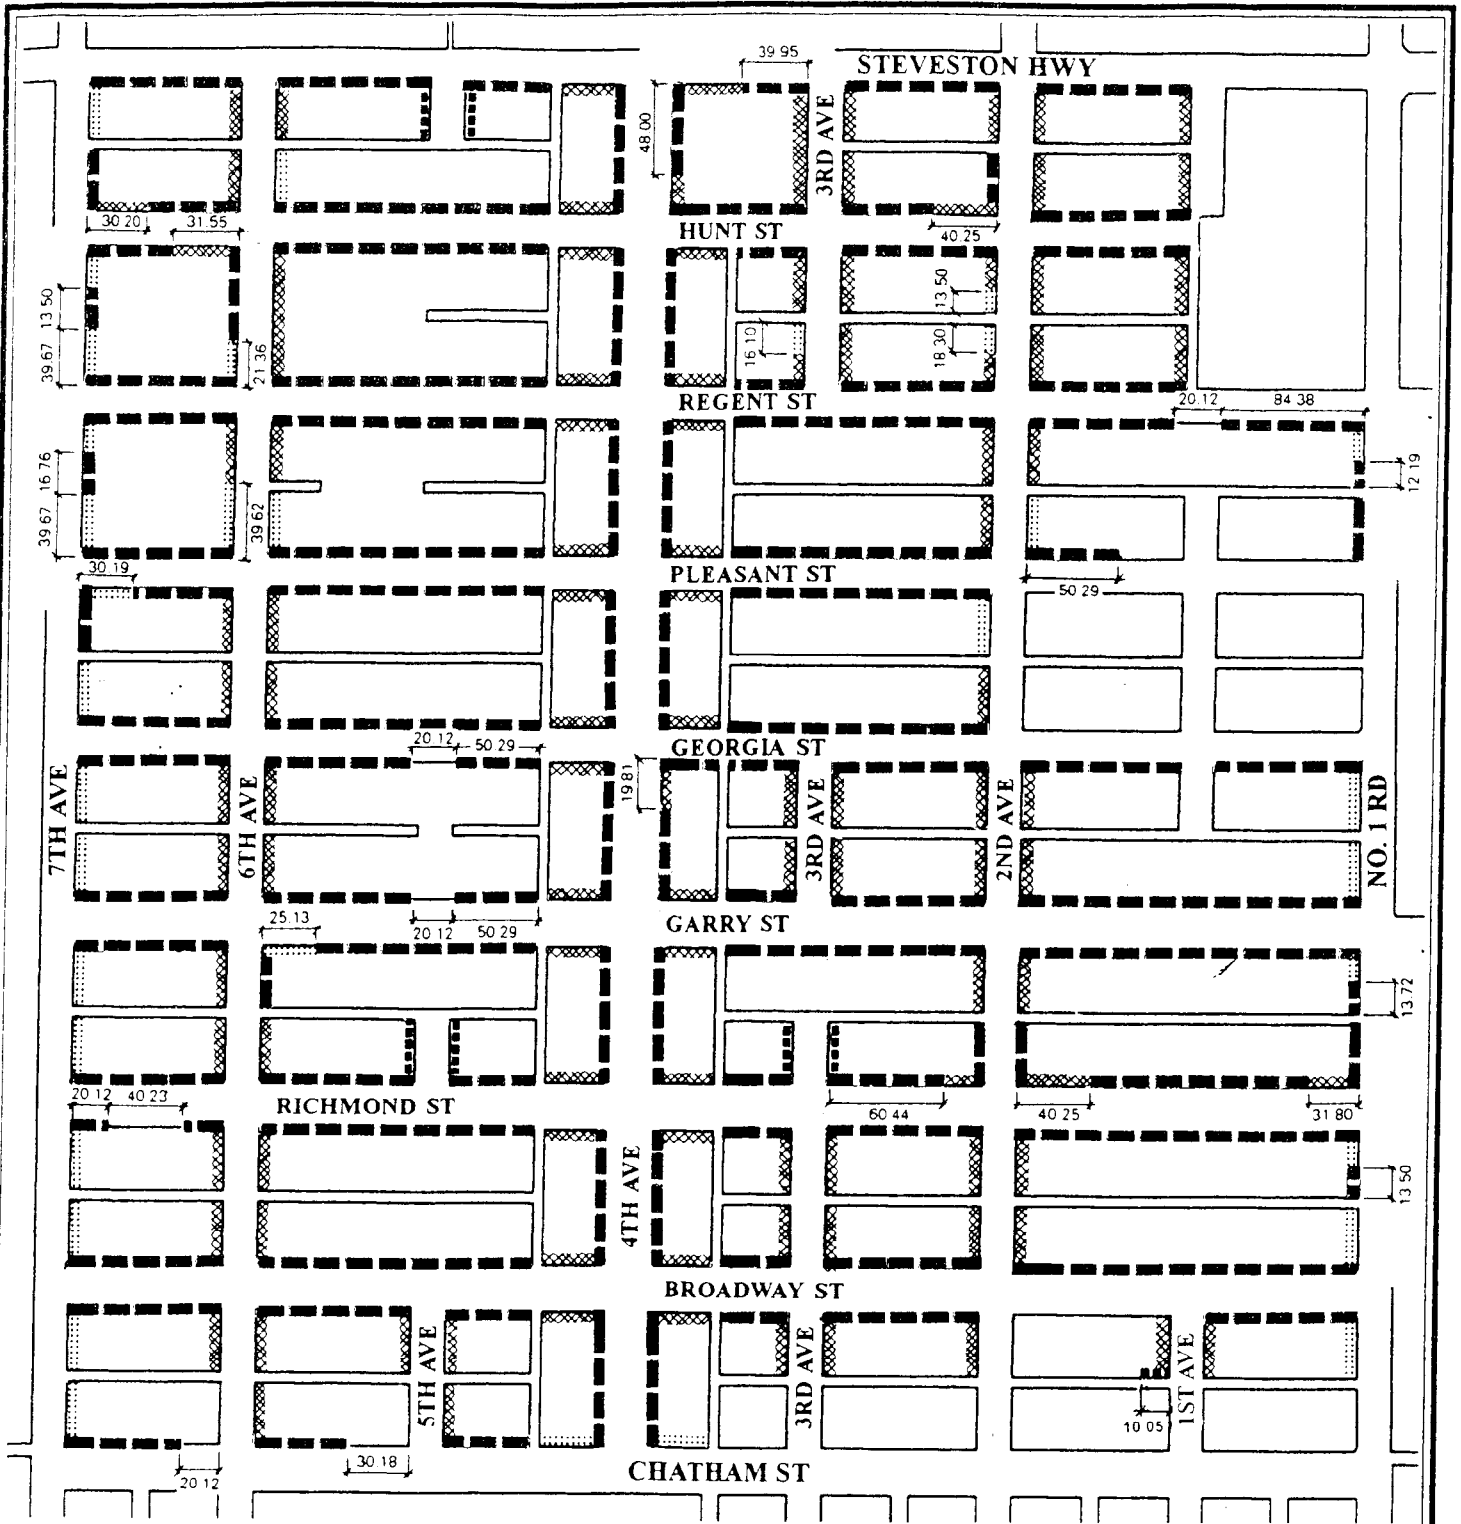 39.95
STEVESTON HWY
48.00
3RD AVE
30.20
31.55
HUNT ST
40.25
13.50
39.67
21.36
16.10
13.50
18.30
REGENT ST
20.12
84.38
16.76
39.67
39.62
12.19
30.19
PLEASANT ST
50.29
20.12
50.29
GEORGIA ST
19.81
7TH AVE
6TH AVE
3RD AVE
2ND AVE
NO. 1 RD
25.13
20.12
50.29
GARRY ST
13.72
20.12
40.23
RICHMOND ST
60.44
40.25
31.80
4TH AVE
13.50
BROADWAY ST
5TH AVE
3RD AVE
1ST AVE
10.05
30.18
20.12
CHATHAM ST